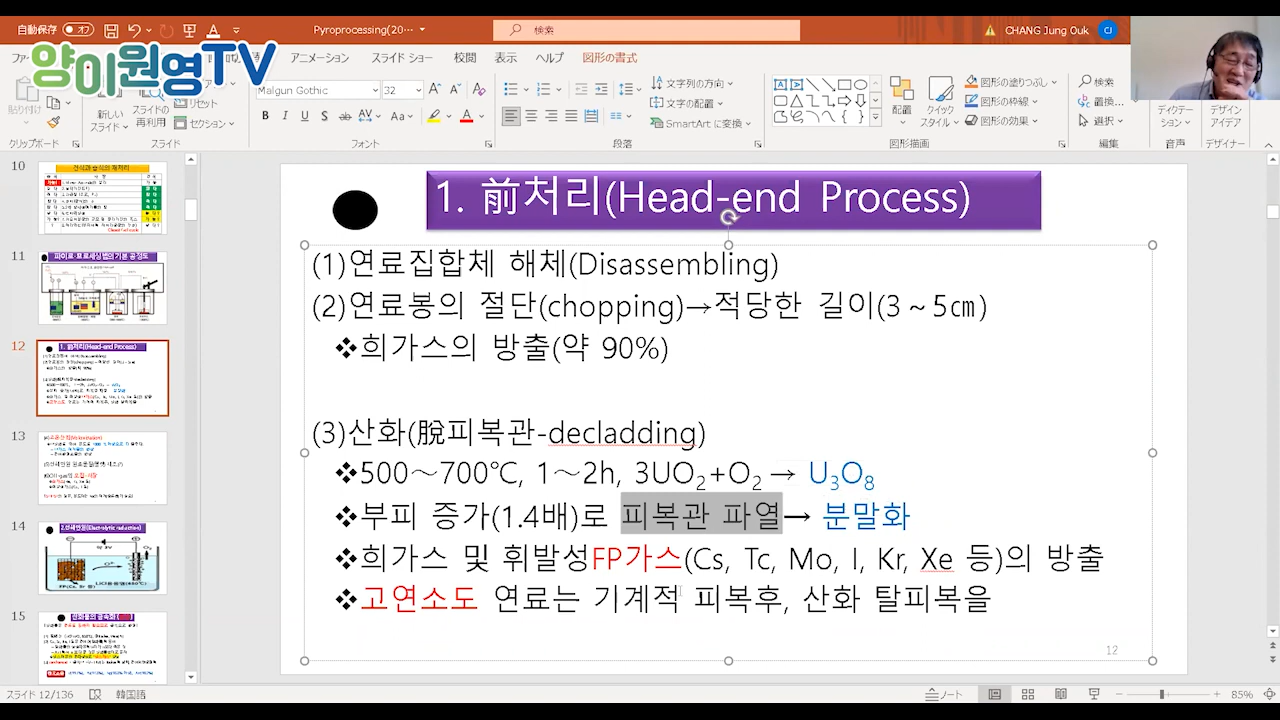 自動保存 オフ
Pyroprocessing(20…
検索
CHANG Jung Ouk
CJ
양이원영TV
アニメーション
スライド ショー
校閲
表示
ヘルプ
図形の書式
貼り付け
新しい
スライド
スライドの
再利用
リセット
セクション
Malgun Gothic
32
文字列の方向
文字の配置
SmartArt に変換
配置
クイック
スタイル
図形の塗りつぶし
図形の枠線
図形の効果
検索
置換…
選択
ディクテー
ション
デザイン
アイデア
クリップボード
スライド
フォント
段落
図形描画
編集
音声
デザイナー
10
11
파이로·프로세싱법의 기본 공정도
12
1. 前처리(Head-end Process)
13
14
2.전해환원(Electrolytic reduction)
15
1. 前처리(Head-end Process)
(1)연료집합체 해체(Disassembling)
(2)연료봉의 절단(chopping)→적당한 길이(3～5㎝)
❖희가스의 방출(약 90%)
(3)산화(脫피복관-decladding)
❖500～700℃, 1～2h, 3UO₂+O₂ → U₃O₈
❖부피 증가(1.4배)로 피복관 파열→ 분말화
❖희가스 및 휘발성FP가스(Cs, Tc, Mo, I, Kr, Xe 등)의 방출
❖고연소도 연료는 기계적 피복후, 산화 탈피복을
12
スライド 12/136
韓国語
ノート
85%